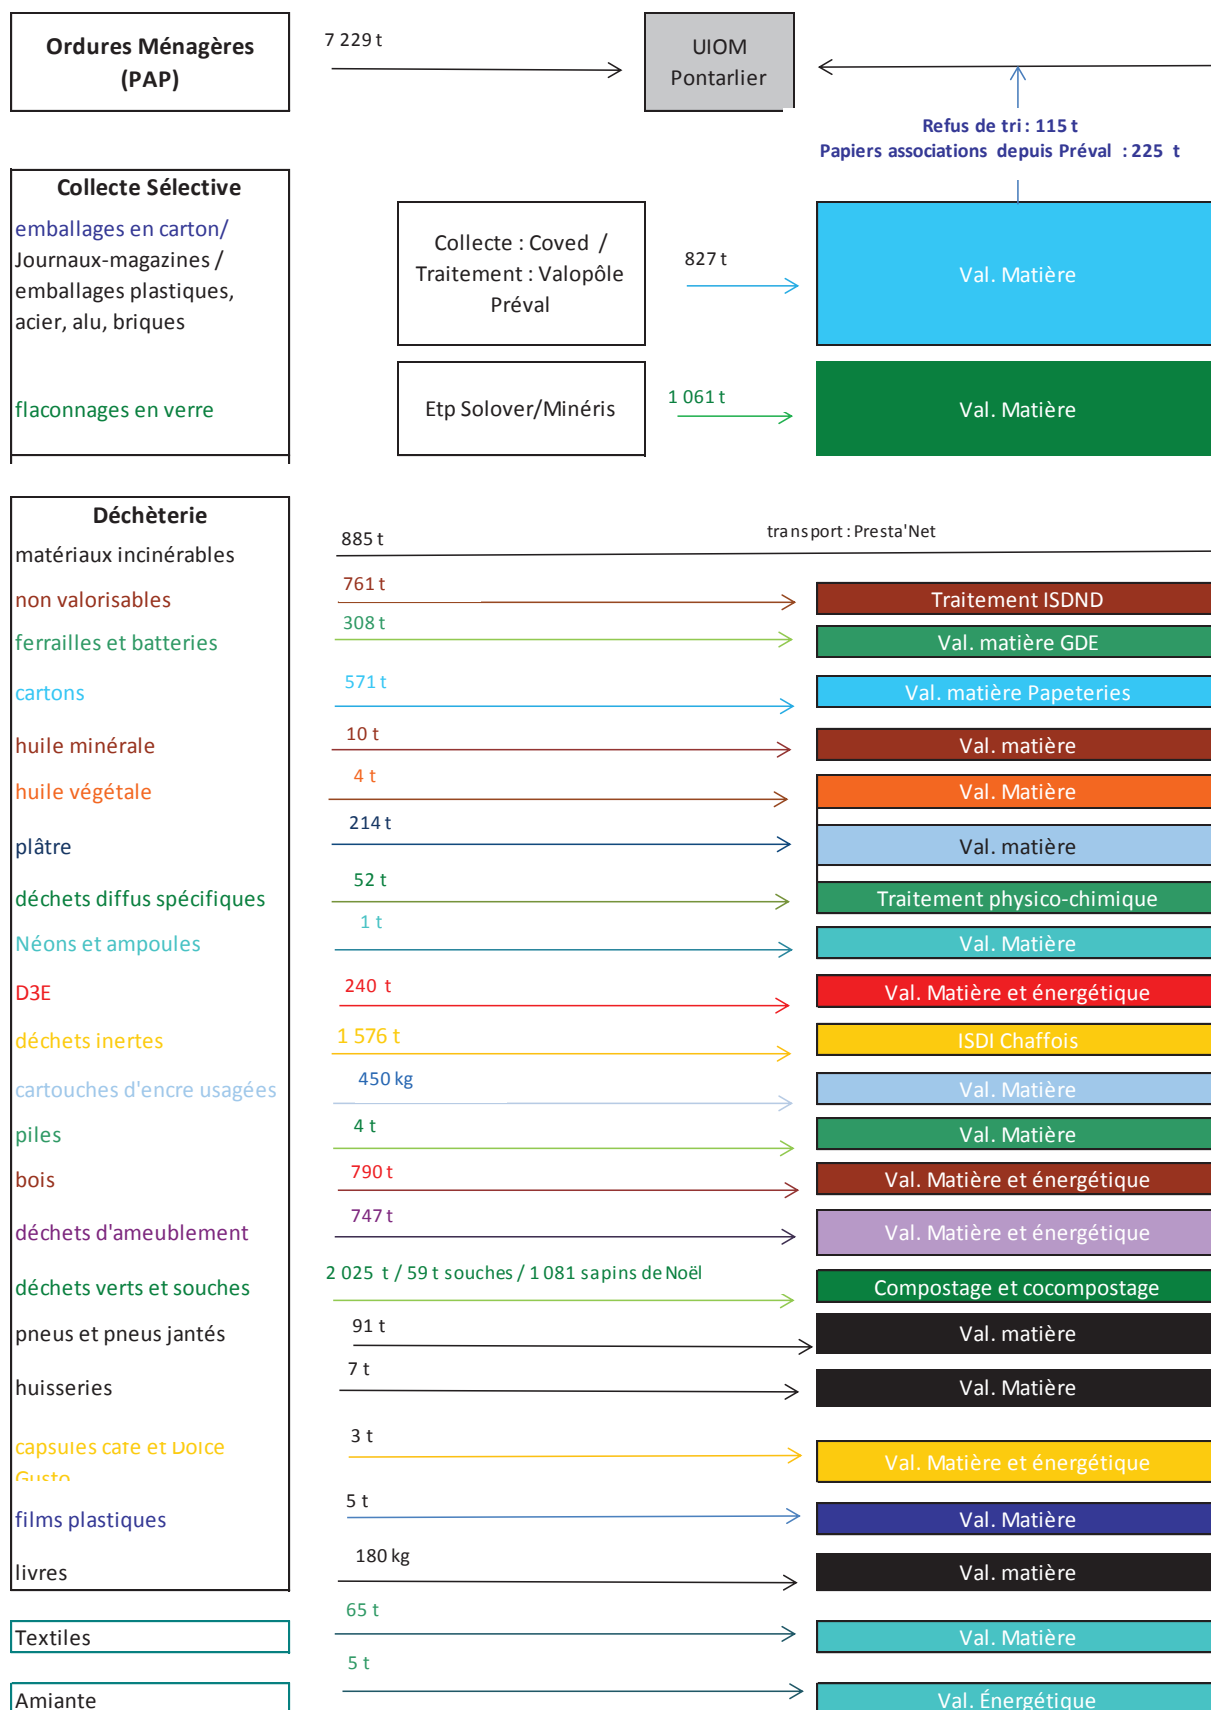 Ordures Ménagères
(PAP)
7 229 t
UIOM
Pontarlier
Refus de tri : 115 t
Papiers associations depuis Préval : 225 t
Collecte Sélective
emballages en carton/
Journaux-magazines /
emballages plastiques,
acier, alu, briques
Collecte : Coved /
Traitement : Valopôle
Préval
827 t
Val. Matière
flaconnages en verre
Etp Solover/Minéris
1 061 t
Val. Matière
Déchèterie
matériaux incinérables
885 t
transport : Presta'Net
non valorisables
761 t
Traitement ISDND
ferrailles et batteries
308 t
Val. matière GDE
cartons
571 t
Val. matière Papeteries
huile minérale
10 t
Val. matière
huile végétale
4 t
Val. Matière
plâtre
214 t
Val. matière
déchets diffus spécifiques
52 t
Traitement physico-chimique
Néons et ampoules
1 t
Val. Matière
D3E
240 t
Val. Matière et énergétique
déchets inertes
1 576 t
ISDI Chaffois
cartouches d'encre usagées
450 kg
Val. Matière
piles
4 t
Val. Matière
bois
790 t
Val. Matière et énergétique
déchets d'ameublement
747 t
Val. Matière et énergétique
déchets verts et souches
2 025 t / 59 t souches / 1 081 sapins de Noël
Compostage et cocompostage
pneus et pneus jantés
91 t
Val. matière
huisseries
7 t
Val. Matière
capsules café et Dolce
Gusto
3 t
Val. Matière et énergétique
films plastiques
5 t
Val. Matière
livres
180 kg
Val. matière
Textiles
65 t
Val. Matière
Amiante
5 t
Val. Énergétique